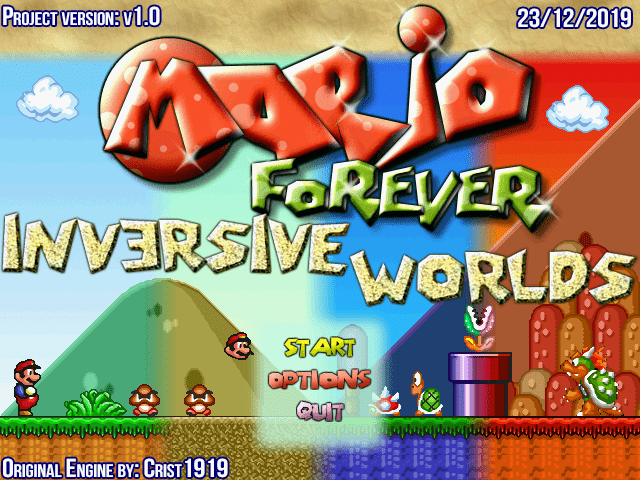 Project version: v1.0
23/12/2019
Mario
Forever
Inversive
Worlds
Start
Options
Quit
Original Engine by: Crist1919